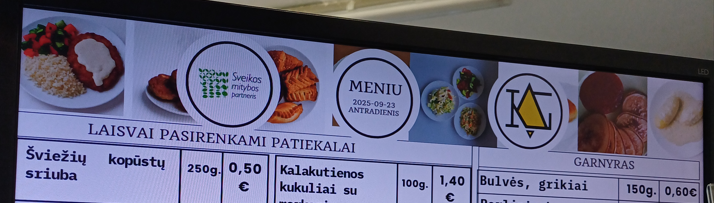 Sveikos
mitybos
partneris
MENIU
2025-09-23
ANTRADIENIS
LED
LAISVAI PASIRENKAMI PATIEKALAI
GARNYRAS
Šviežių kopūstų
sriuba
250g.
0,50
€
Kalakutienos
kukuliai su
100g.
1,40
€
Bulvės, grikiai
150g.
0,60€